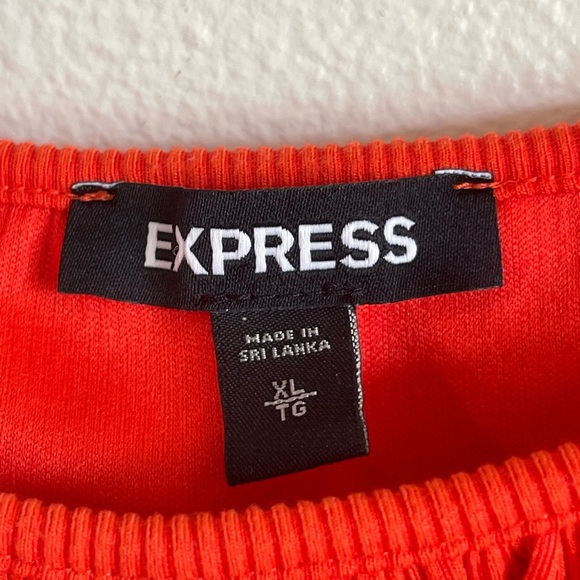 EXPRESS
MADE IN
SRI LANKA
XL
TG